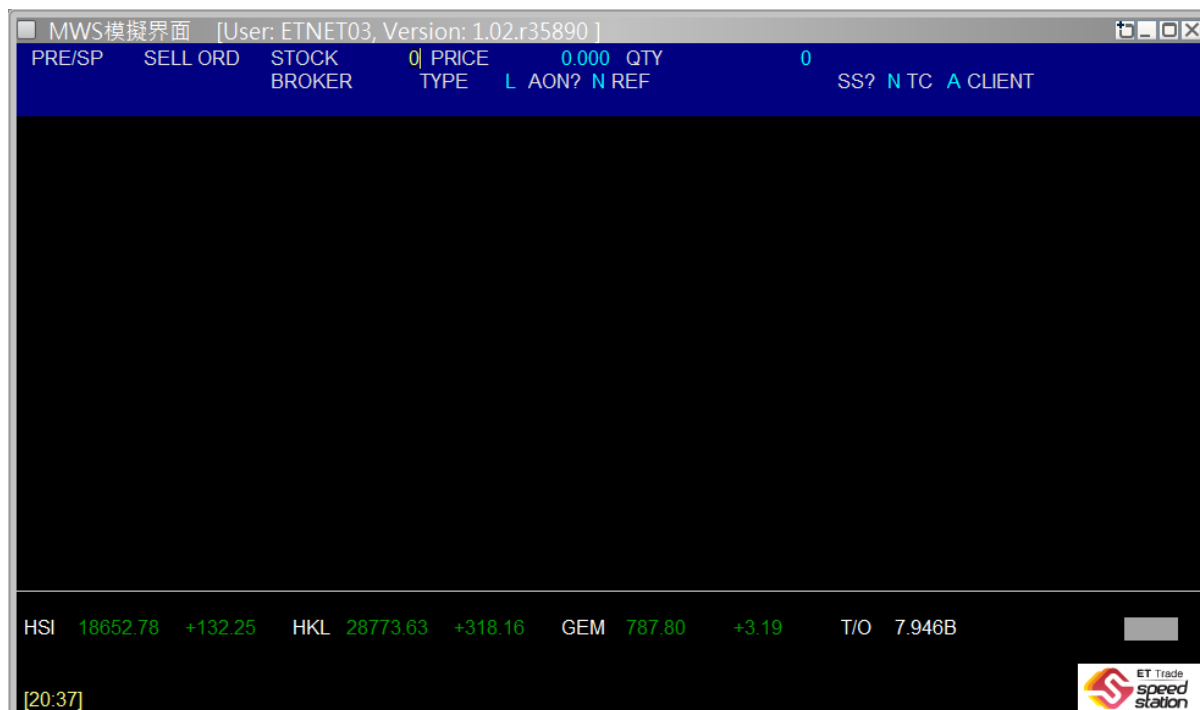 MWS模擬界面 [User: ETNET03, Version: 1.02.r35890 ]
PRE/SP SELL ORD STOCK 0 PRICE 0.000 QTY 0
BROKER TYPE L AON? N REF SS? N TC A CLIENT
HSI 18652.78 +132.25 HKL 28773.63 +318.16 GEM 787.80 +3.19 T/O 7.946B
[20:37]
ET Trade
speed
station